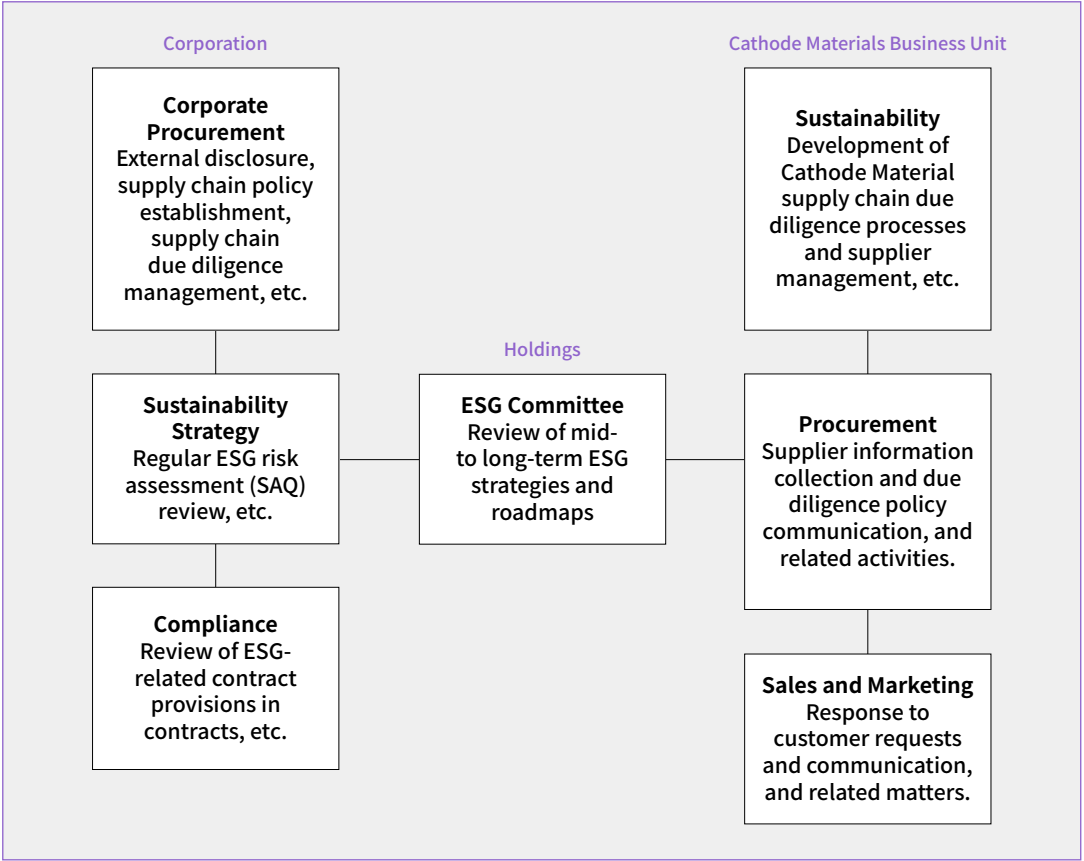 Corporation
Corporate
Procurement
External disclosure,
supply chain policy
establishment,
supply chain
due diligence
management, etc.
Sustainability
Strategy
Regular ESG risk
assessment (SAQ)
review, etc.
Compliance
Review of ESG-
related contract
provisions in
contracts, etc.
Holdings
ESG Committee
Review of mid-
to long-term ESG
strategies and
roadmaps
Cathode Materials Business Unit
Sustainability
Development of
Cathode Material
supply chain due
diligence processes
and supplier
management, etc.
Procurement
Supplier information
collection and due
diligence policy
communication, and
related activities.
Sales and Marketing
Response to
customer requests
and communication,
and related matters.